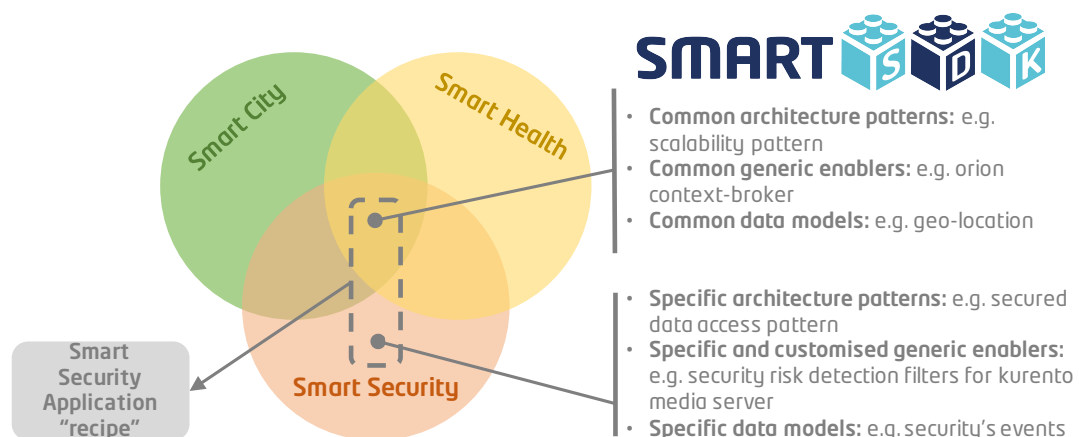 SMART SDK
Smart City
Smart Health
• Common architecture patterns: e.g.
scalability pattern
• Common generic enablers: e.g. orion
context-broker
• Common data models: e.g. geo-location
• Specific architecture patterns: e.g. secured
data access pattern
• Specific and customised generic enablers:
e.g. security risk detection filters for kurento
media server
• Specific data models: e.g. security's events
Smart Security
Smart
Security
Application
“recipe”